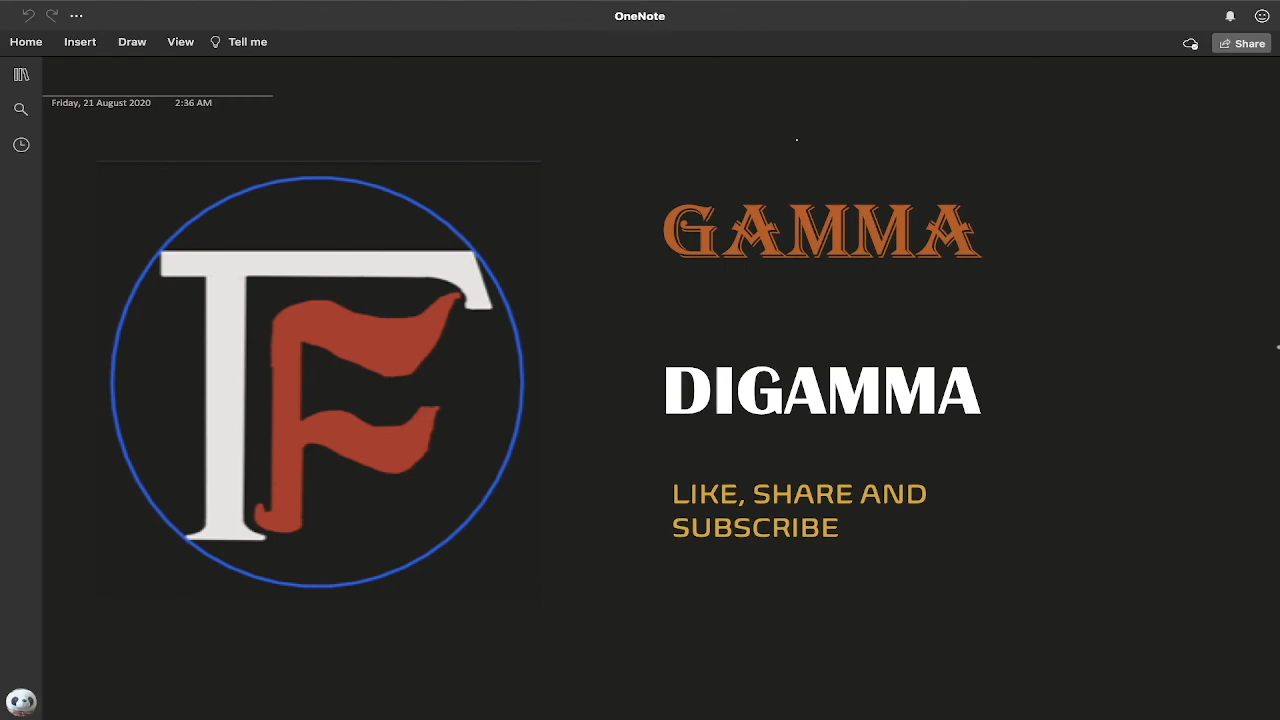 OneNote
Home Insert Draw View Tell me
Share
Friday, 21 August 2020 2:36 AM
GAMMA
DIGAMMA
LIKE, SHARE AND
SUBSCRIBE